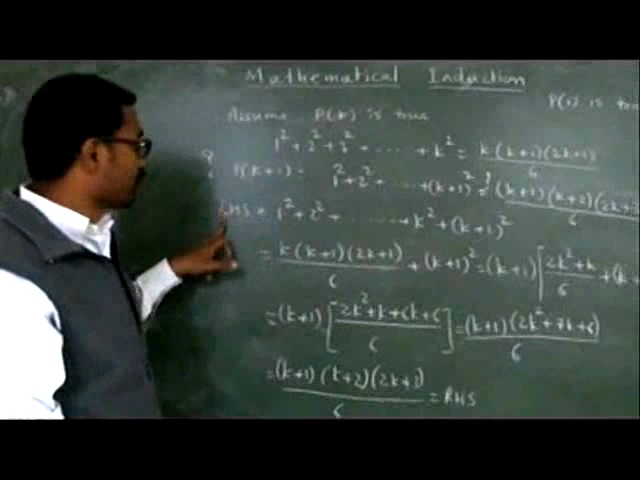 Mathematical Induction
P(1) is true
Assume P(k) is true
1² + 2² + 3² + ..... + k² = k(k+1)(2k+1)/6
P(k+1) - 1² + 2² + .... + (k+1)² = (k+1)(k+2)(2k+3)/6
LHS = 1² + 2² + ....... + k² + (k+1)²
= k(k+1)(2k+1)/6 + (k+1)² = (k+1)[2k²+k/6 + (k+
= (k+1)[2k²+k+6k+6/6] = (k+1)(2k²+7k+6)/6
= (k+1)(k+2)(2k+3)/6 = RHS